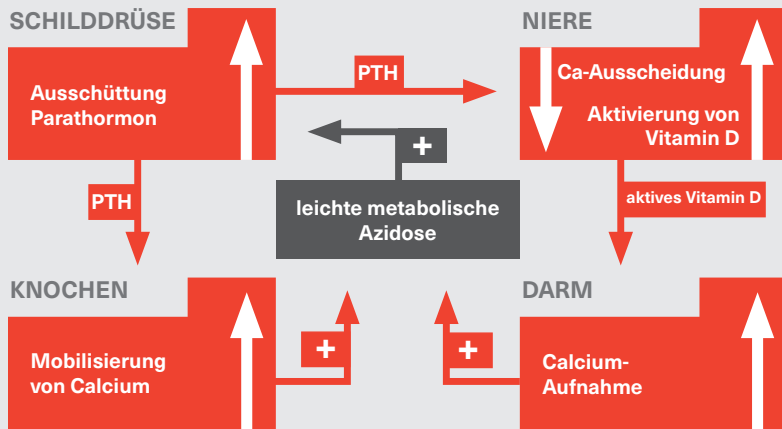 SCHILDDRÜSE
Ausschüttung
Parathormon
PTH
NIERE
Ca-Ausscheidung
Aktivierung von
Vitamin D
+
leichte metabolische
Azidose
PTH
aktives Vitamin D
KNOCHEN
Mobilisierung
von Calcium
+
+
DARM
Calcium-
Aufnahme